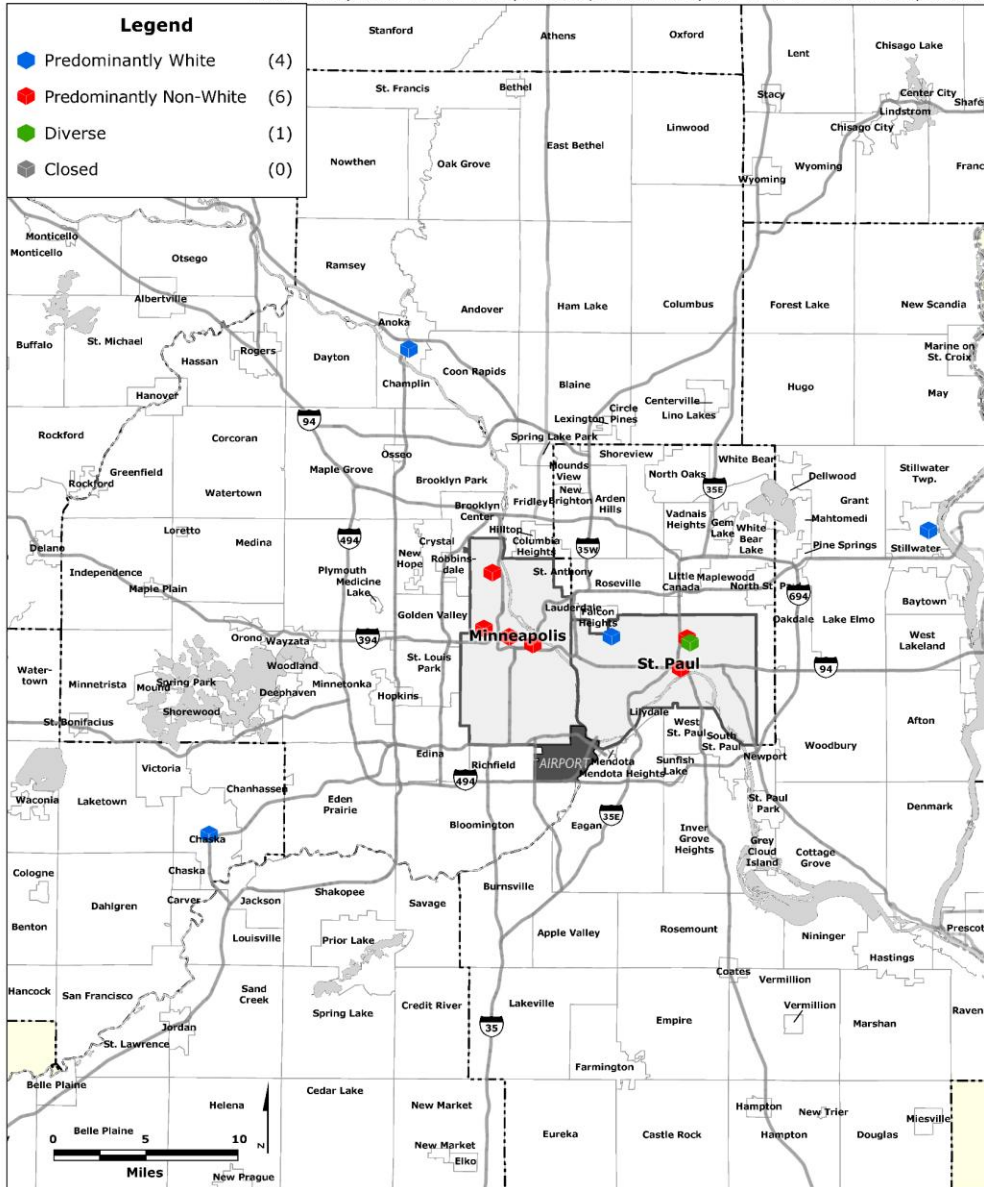 Legend
Predominantly White (4)
Predominantly Non-White (6)
Diverse (1)
Closed (0)
Stanford
Athens
Oxford
Lent
Chisago Lake
St. Francis
Bethel
Stacy
Center City
Lindstrom
Shafe
Chisago City
Linwood
East Bethel
Nowthen
Oak Grove
Wyoming
Wyoming
Franc
Monticello
Monticello
Otsego
Ramsey
Albertville
Andover
Ham Lake
Columbus
Forest Lake
New Scandia
Anoka
Buffalo
St. Michael
Hassan
Rogers
Dayton
Champlin
Coon Rapids
Blaine
Marine on
St. Croix
Hugo
May
Hanover
Centerville
Lino Lakes
Lexington
Circle
Pines
Rockford
Corcoran
94
Spring Lake Park
Shoreview
Osseo
Maple Grove
Mounds
View
North Oaks
White Bear
35E
Dellwood
Stillwater
Twp.
Greenfield
Rockford
Watertown
Brooklyn Park
Fridley
New
Brighton
Arden
Hills
Grant
Brooklyn
Center
Vadnais
Heights
Gem
Lake
White
Bear
Lake
Mahtomedi
Loretto
Medina
494
Hilltop
Columbia
Heights
35W
Pine Springs
Stillwater
Delano
Crystal
New
Hope
Robbins-
dale
St. Anthony
Roseville
Little
Canada
Maplewood
North St. P
Independence
Plymouth
Medicine
Lake
694
Maple Plain
Golden Valley
Lauderdale
Falcon
Heights
Oakdale
Lake Elmo
Baytown
Orono
Wayzata
394
Minneapolis
Woodland
St. Louis
Park
St. Paul
West
Lakeland
94
Water-
town
Minnetrista
Mound
Spring Park
Deephaven
Minnetonka
Hopkins
Shorewood
St. Bonifacius
Lilydale
West
St. Paul
South
St. Paul
Afton
Woodbury
Edina
Richfield
AIRPORT
Mendota
Mendota Heights
Sunfish
Lake
Newport
Victoria
Chanhassen
494
Waconia
Laketown
Eden
Prairie
Bloomington
Eagan
35E
St. Paul
Park
Denmark
Inver
Grove
Heights
Grey
Cloud
Island
Cottage
Grove
Chaska
Chaska
Cologne
Carver
Jackson
Shakopee
Savage
Burnsville
Dahlgren
Benton
Louisville
Prior Lake
Apple Valley
Rosemount
Nininger
Prescot
Hastings
Coates
Vermillion
Hancock
San Francisco
Sand
Creek
Spring Lake
Credit River
35
Lakeville
Empire
Vermillion
Marshan
Raven
Jordan
St. Lawrence
Farmington
Belle Plaine
Cedar Lake
Helena
New Market
Hampton
New Trier
Miesville
Belle Plaine
Eureka
Castle Rock
Hampton
Douglas
New Market
Elko
New Prague
0 5 10
Miles
N